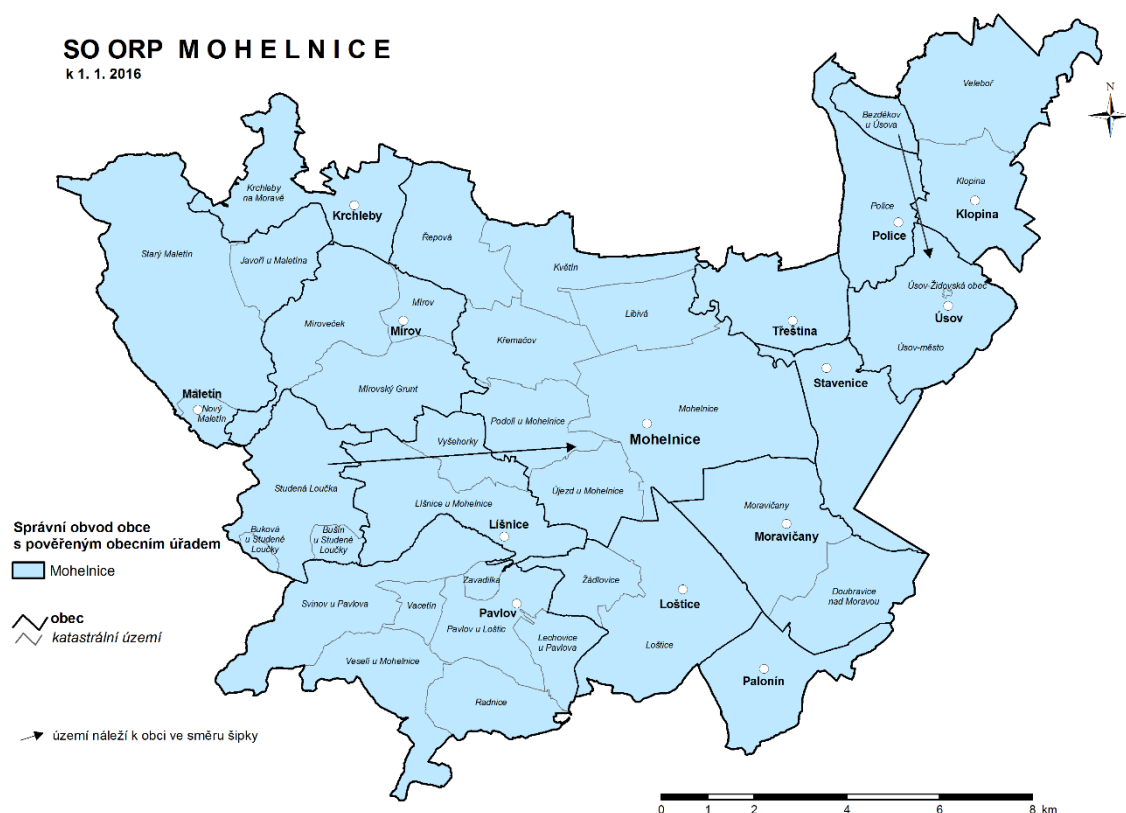 SO ORP M O H E L N I C E
k 1. 1. 2016
N
Veleboř
Bezděkov
u Úsova
Klopina
Klopina
Krchleby
na Moravě
Krchleby
Řepová
Police
Police
Starý Maletín
Javoří u Maletína
Květín
Úsov-Židovská obec
Úsov
Úsov-město
Mírov
Mírov
Míroveček
Libivá
Třeština
Křemačov
Stavenice
Mírovský Grunt
Maletín
Nový
Maletín
Podolí u Mohelnice
Mohelnice
Mohelnice
Vyšehorky
Studená Loučka
Líšnice u Mohelnice
Újezd u Mohelnice
Moravičany
Moravičany
Líšnice
Buková
u Studené
Loučky
Bušín
u Studené
Loučky
Správní obvod obce
s pověřeným obecním úřadem
Mohelnice
Zavadilka
Žádlovice
Loštice
Doubravice
nad Moravou
Svinov u Pavlova
Vacetín
Pavlov
Pavlov u Loštic
Lechovice
u Pavlova
Loštice
obec
katastrální území
Veselí u Mohelnice
Palonín
Radnice
území náleží k obci ve směru šipky
0 1 2 4 6 8 km